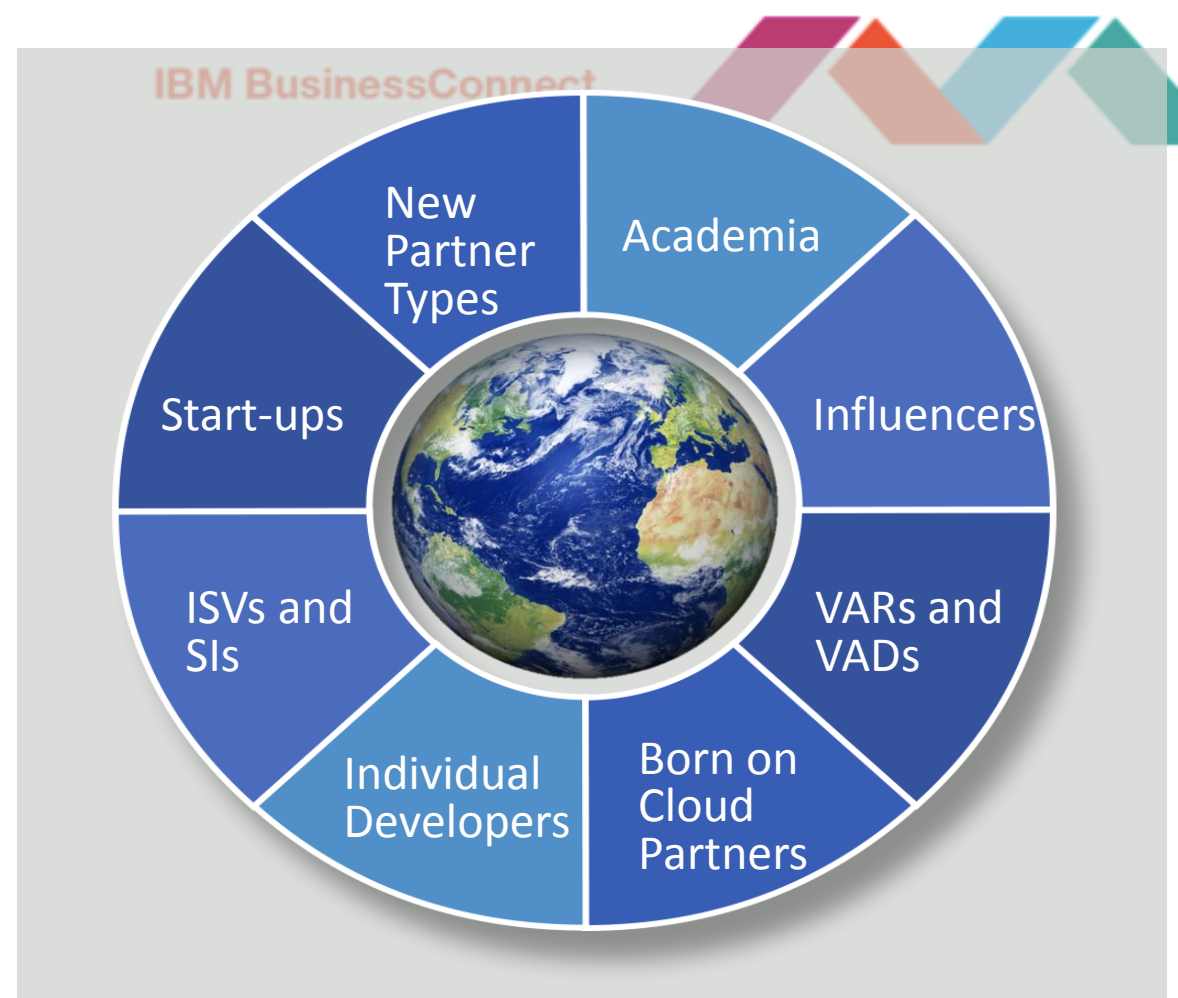 IBM BusinessConnect
New
Partner
Types
Academia
Start-ups
Influencers
ISVs and
SIs
VARs and
VADs
Individual
Developers
Born on
Cloud
Partners